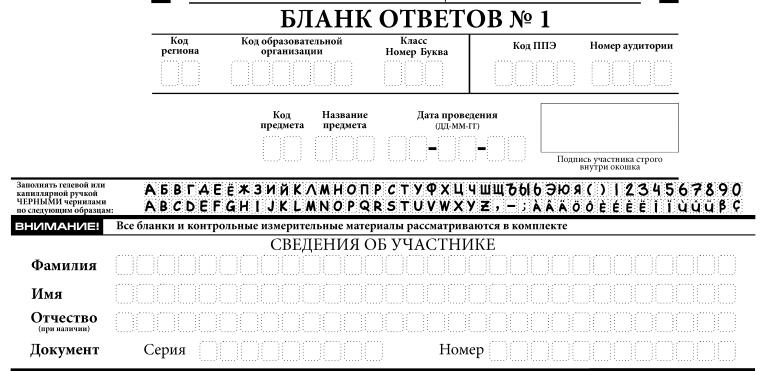 БЛАНК ОТВЕТОВ № 1
Код региона
Код образовательной организации
Класс
Номер Буква
Код ППЭ
Номер аудитории
Код предмета
Название предмета
Дата проведения
(ДД-ММ-ГГ)
Подпись участника строго
внутри окошка
Заполнять гелевой или
капиллярной ручкой
ЧЕРНЫМИ чернилами
по следующим образцам:
АБВГДЕЁЖЗИЙКЛМНОПРСТУФХЦЧШЩЪЫЬЭЮЯ()1234567890
ABCDEFGHIJKLMNOPQRSTUVWXYZ,-;
ВНИМАНИЕ! Все бланки и контрольные измерительные материалы рассматриваются в комплекте
СВЕДЕНИЯ ОБ УЧАСТНИКЕ
Фамилия
Имя
Отчество
(при наличии)
Документ Серия Номер